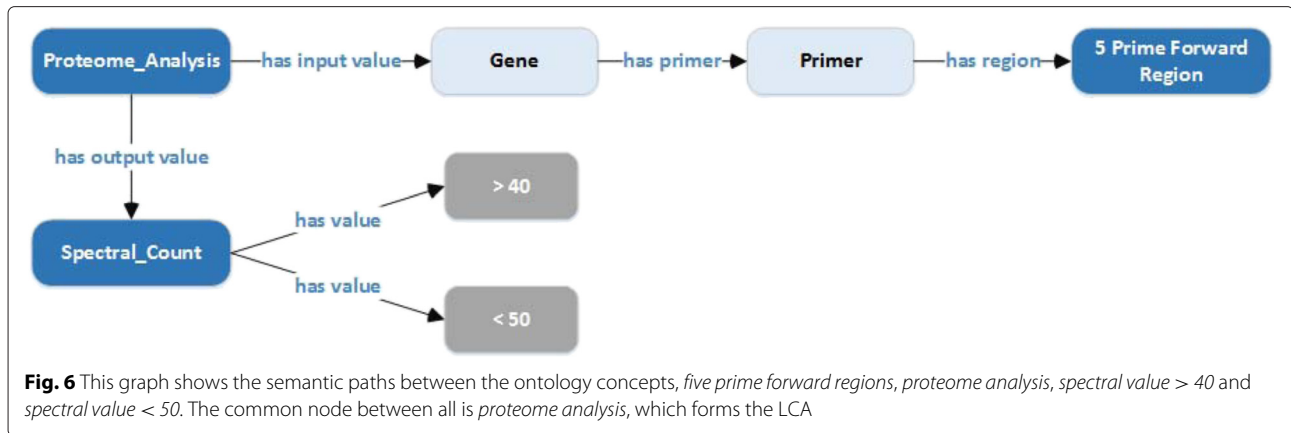 Proteome_Analysis
has input value
Gene
has primer
Primer
has region
5 Prime Forward
Region
has output value
> 40
has value
Spectral_Count
has value
< 50
Fig. 6 This graph shows the semantic paths between the ontology concepts, five prime forward regions, proteome analysis, spectral value > 40 and
spectral value < 50. The common node between all is proteome analysis, which forms the LCA